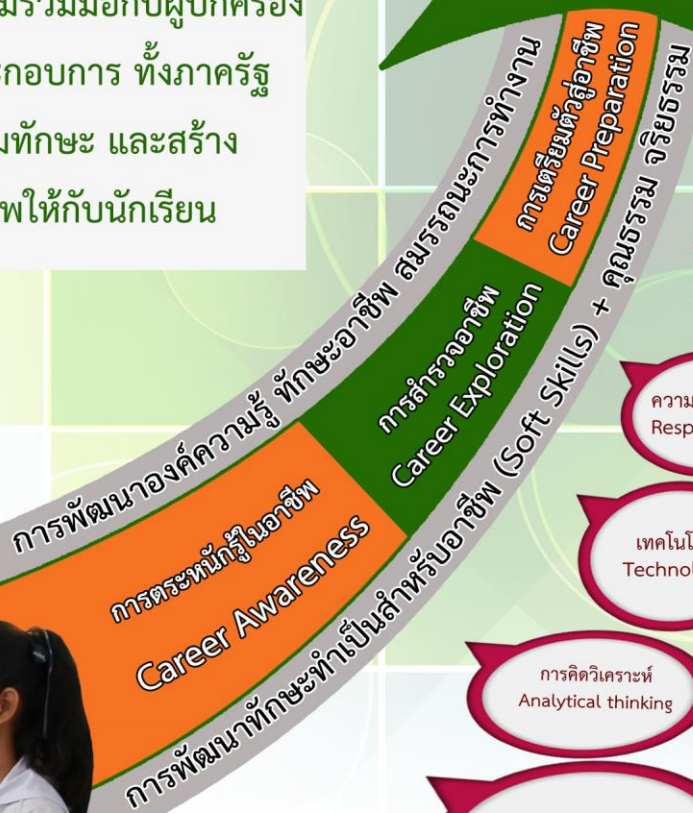 มร่วมมือกับผู้ปกครอง
ะกอบการ ทั้งภาครัฐ
มทักษะ และสร้าง
พให้กับนักเรียน
การเตรียมตัวสู่อาชีพ
Career Preparation
การสำรวจอาชีพ
Career Exploration
การตระหนักรู้ในอาชีพ
Career Awareness
การพัฒนาองค์ความรู้ ทักษะอาชีพ สมรรถนะการทำงาน
การพัฒนาทักษะทำเป็นสำหรับอาชีพ (Soft Skills) + คุณธรรม จริยธรรม
ความ
Resp
เทคโนโ
Technol
การคิดวิเคราะห์
Analytical thinking